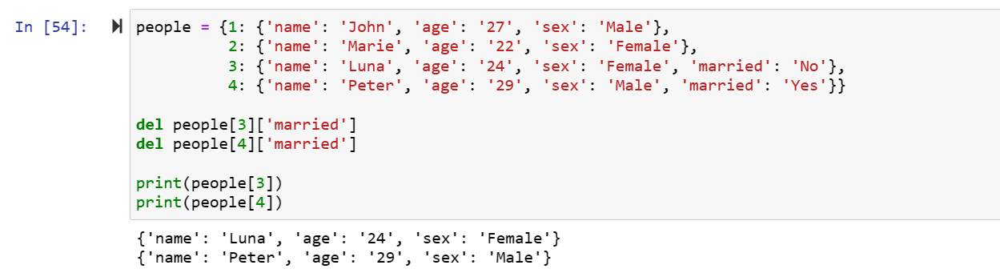 In [54]: people = {1: {'name': 'John', 'age': '27', 'sex': 'Male'},
2: {'name': 'Marie', 'age': '22', 'sex': 'Female'},
3: {'name': 'Luna', 'age': '24', 'sex': 'Female', 'married': 'No'},
4: {'name': 'Peter', 'age': '29', 'sex': 'Male', 'married': 'Yes'}}
del people[3]['married']
del people[4]['married']
print(people[3])
print(people[4])
{'name': 'Luna', 'age': '24', 'sex': 'Female'}
{'name': 'Peter', 'age': '29', 'sex': 'Male'}